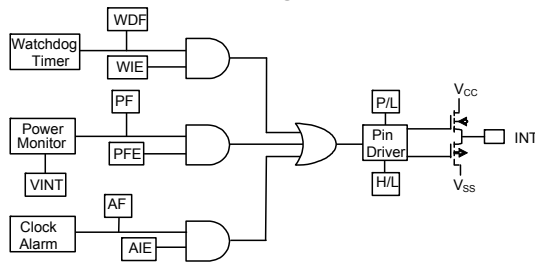 WDF
Watchdog
Timer
WIE
PF
P/L
VCC
Power
Monitor
PFE
Pin
Driver
INT
VINT
H/L
VSS
AF
Clock
Alarm
AIE